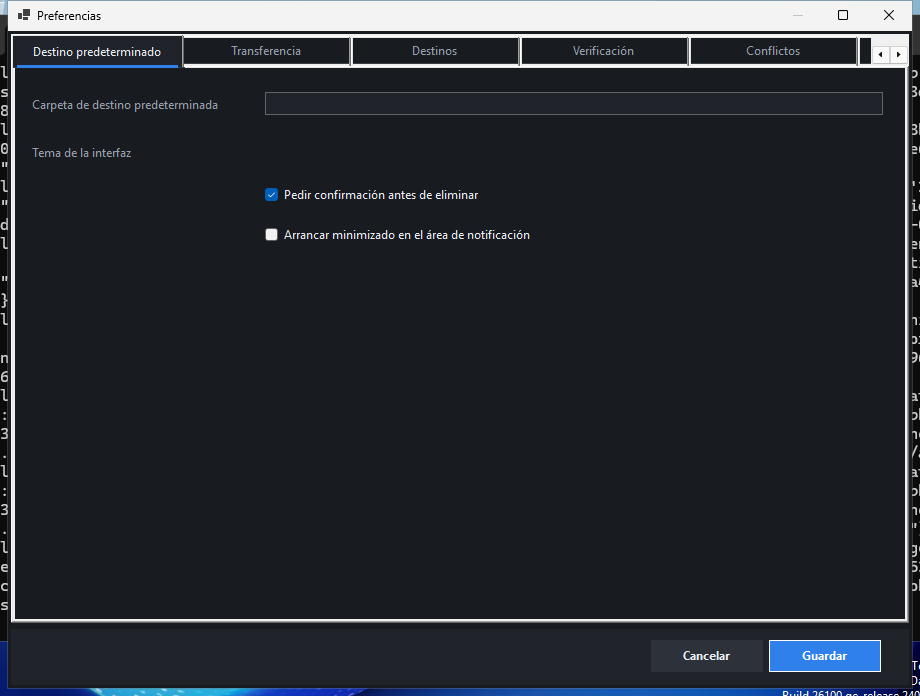 Preferencias
Destino predeterminado
Transferencia
Destinos
Verificación
Conflictos
Carpeta de destino predeterminada
Tema de la interfaz
Pedir confirmación antes de eliminar
Arrancar minimizado en el área de notificación
Cancelar
Guardar